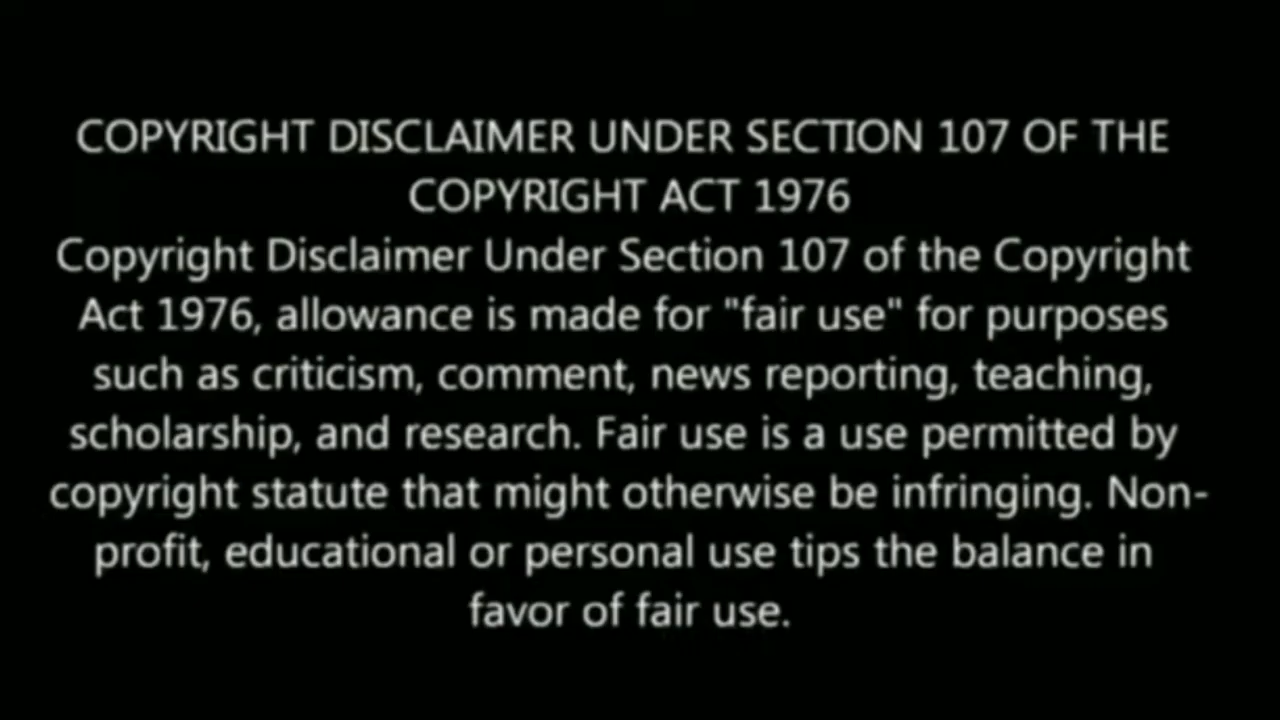 COPYRIGHT DISCLAIMER UNDER SECTION 107 OF THE
COPYRIGHT ACT 1976
Copyright Disclaimer Under Section 107 of the Copyright
Act 1976, allowance is made for "fair use" for purposes
such as criticism, comment, news reporting, teaching,
scholarship, and research. Fair use is a use permitted by
copyright statute that might otherwise be infringing. Non-
profit, educational or personal use tips the balance in
favor of fair use.